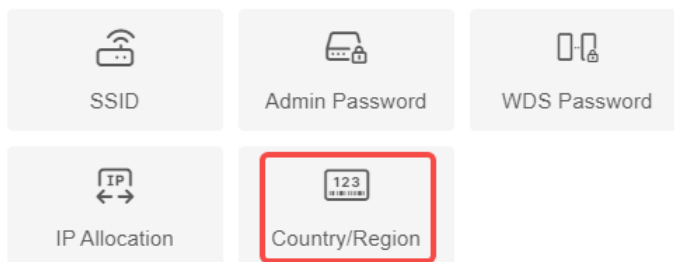 SSID
Admin Password
WDS Password
IP
IP Allocation
123
Country/Region